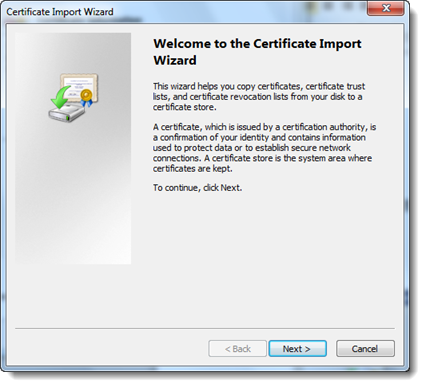 Certificate Import Wizard
Welcome to the Certificate Import
Wizard
This wizard helps you copy certificates, certificate trust
lists, and certificate revocation lists from your disk to a
certificate store.
A certificate, which is issued by a certification authority, is
a confirmation of your identity and contains information
used to protect data or to establish secure network
connections. A certificate store is the system area where
certificates are kept.
To continue, click Next.
< Back
Next >
Cancel